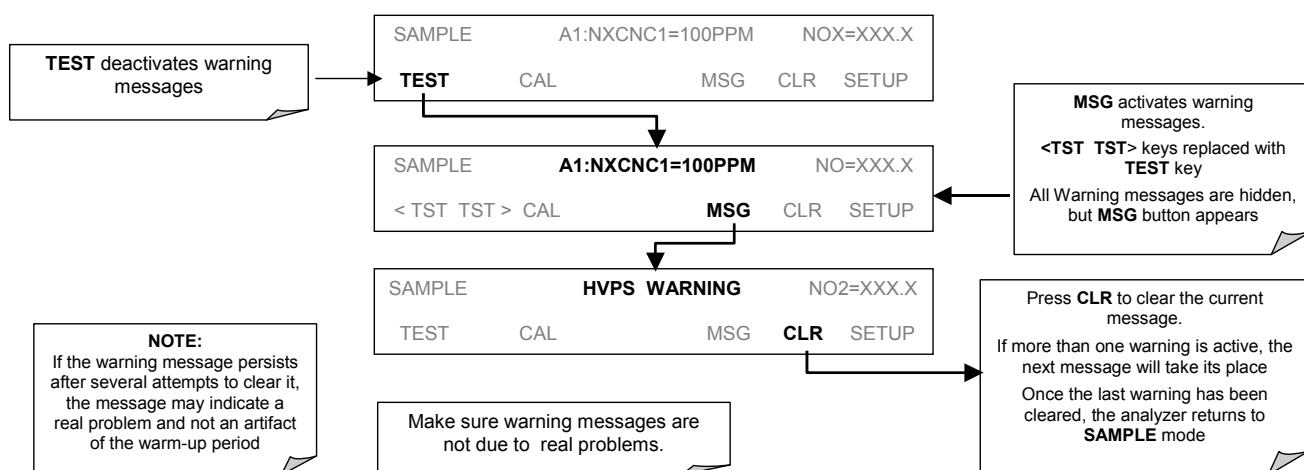 TEST deactivates warning
messages
SAMPLE A1:NXCNC1=100PPM NOX=XXX.X
TEST CAL MSG CLR SETUP
SAMPLE A1:NXCNC1=100PPM NO=XXX.X
< TST TST > CAL MSG CLR SETUP
MSG activates warning
messages.
<TST TST> keys replaced with
TEST key
All Warning messages are hidden,
but MSG button appears
SAMPLE HVPS WARNING NO2=XXX.X
TEST CAL MSG CLR SETUP
NOTE:
If the warning message persists
after several attempts to clear it,
the message may indicate a
real problem and not an artifact
of the warm-up period
Make sure warning messages are
not due to real problems.
Press CLR to clear the current
message.
If more than one warning is active, the
next message will take its place
Once the last warning has been
cleared, the analyzer returns to
SAMPLE mode